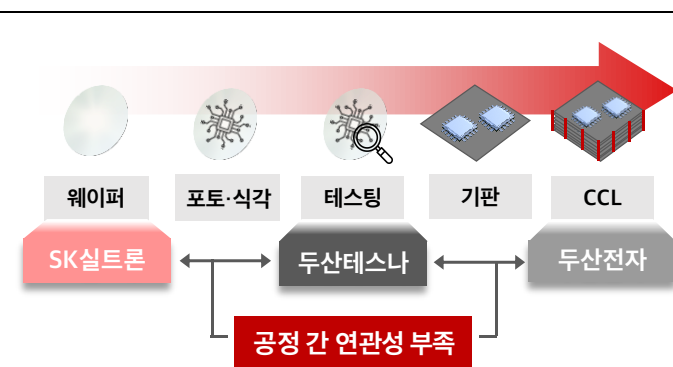 웨이퍼
포토·식각
테스팅
기판
CCL
SK실트론
두산테스나
두산전자
공정 간 연관성 부족